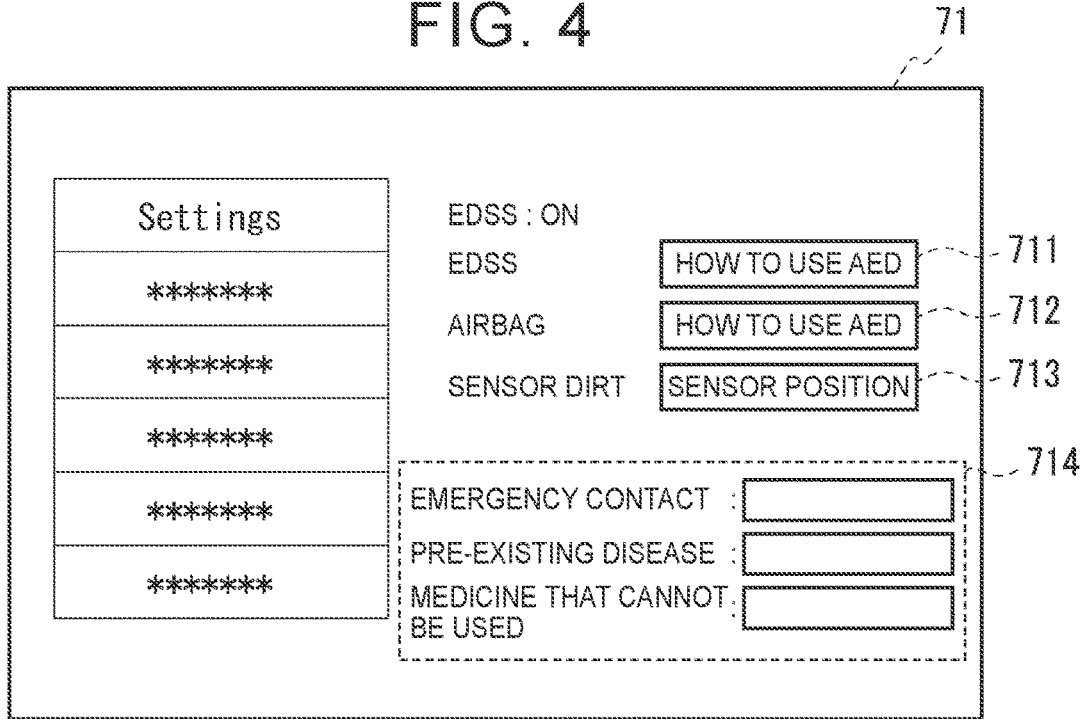 FIG. 4
71
Settings
*******
*******
*******
*******
*******
EDSS : ON
EDSS HOW TO USE AED 711
AIRBAG HOW TO USE AED 712
SENSOR DIRT SENSOR POSITION 713
714
EMERGENCY CONTACT :
PRE-EXISTING DISEASE :
MEDICINE THAT CANNOT :
BE USED